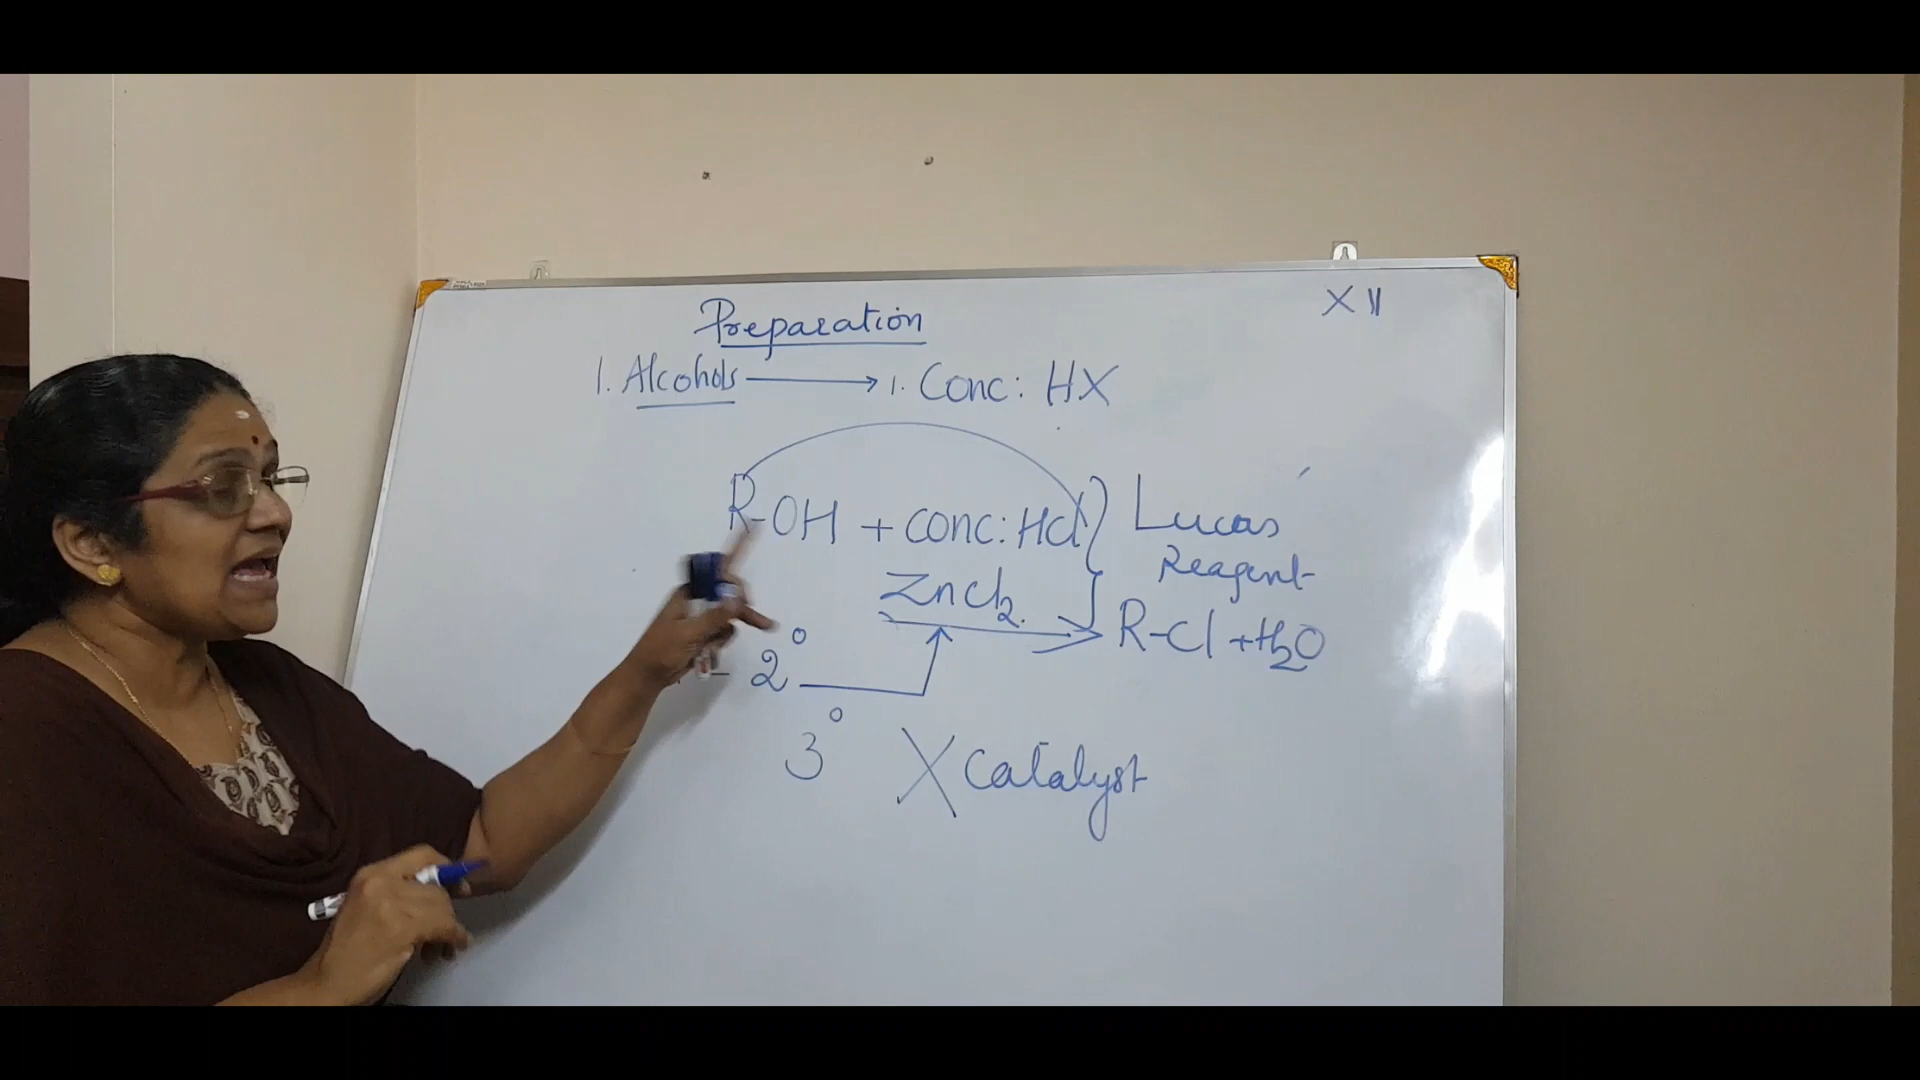 XII
Preparation
1. Alcohols → 1. Conc: HX
R-OH + conc: HCl } Lucas
Reagent
ZnCl2. → R-Cl + H2O
- 2°
3° X Catalyst